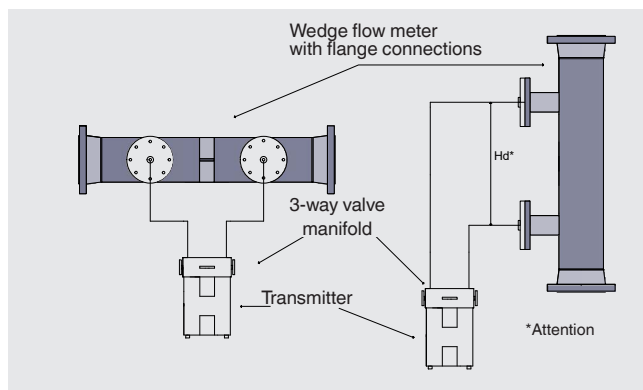 Wedge flow meter
with flange connections
Hd*
3-way valve
manifold
Transmitter
*Attention